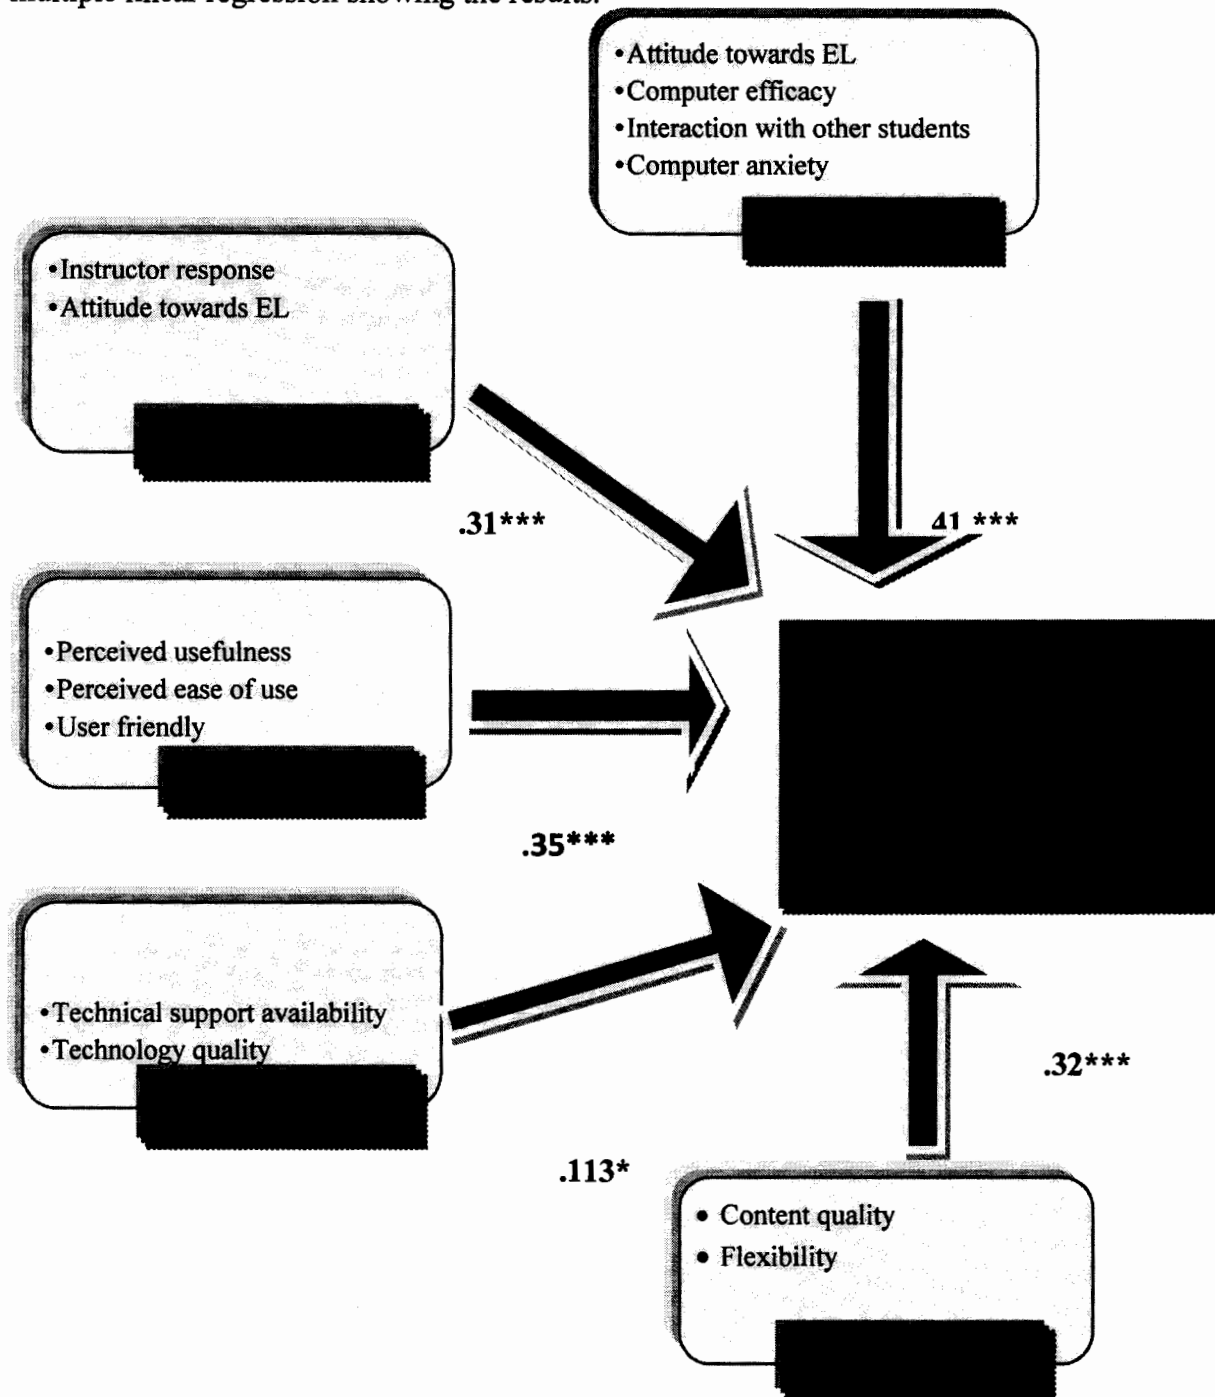 multiple linear regression showing the results.
•Attitude towards EL
•Computer efficacy
•Interaction with other students
•Computer anxiety
•Instructor response
•Attitude towards EL
.31***
41 ***
•Perceived usefulness
•Perceived ease of use
•User friendly
.35***
•Technical support availability
•Technology quality
.32***
.113*
• Content quality
• Flexibility